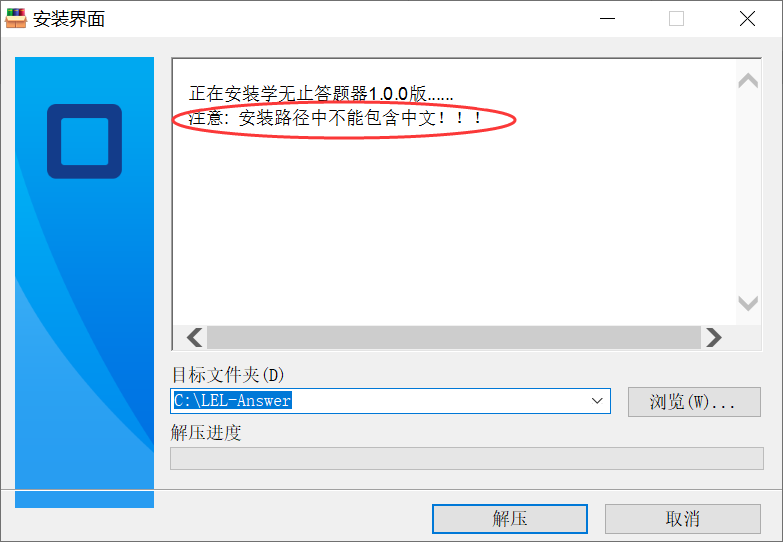 安装界面
正在安装学无止答题器1.0.0版......
注意: 安装路径中不能包含中文！！！
目标文件夹(D)
C:\LEL-Answer
浏览(W)...
解压进度
解压
取消